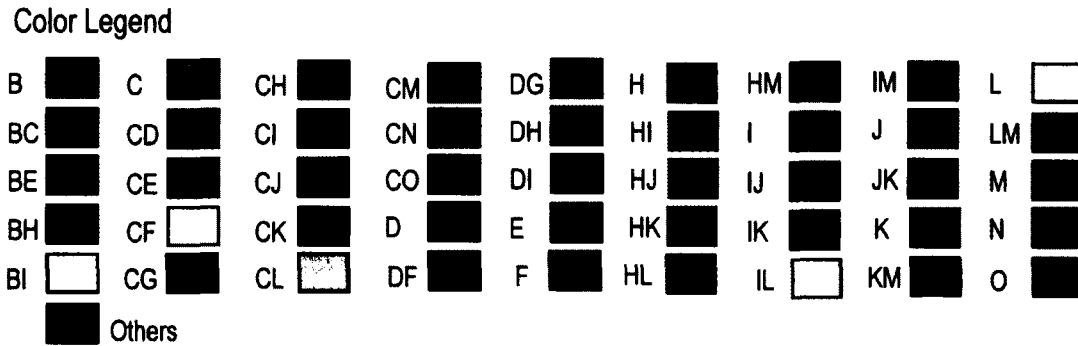 Color Legend
B C CH CM DG H HM IM L
BC CD CI CN DH HI I J LM
BE CE CJ CO DI HJ IJ JK M
BH CF CK D E HK IK K N
BI CG CL DF F HL IL KM O
Others